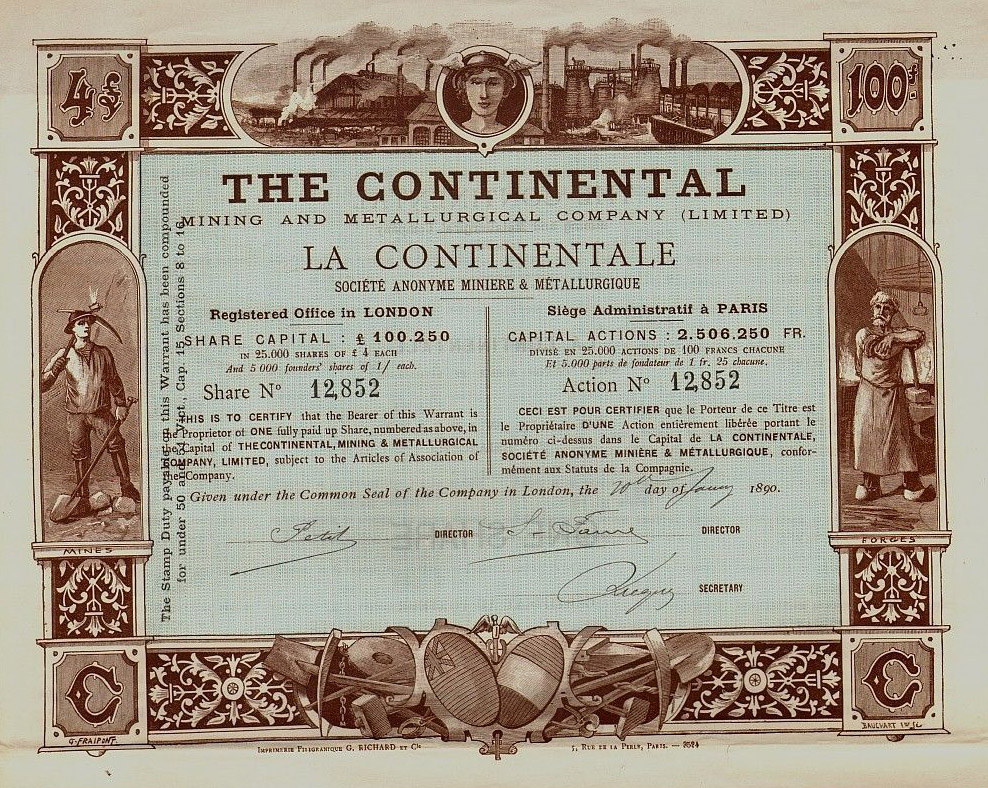 4£
100 f.
THE CONTINENTAL
MINING AND METALLURGICAL COMPANY (LIMITED)
LA CONTINENTALE
SOCIÉTÉ ANONYME MINIERE & MÉTALLURGIQUE
Registered Office in LONDON
SHARE CAPITAL : £ 100.250
IN 25.000 SHARES OF £ 4 EACH
And 5 000 founders' shares of 1/ each.
Share No 12,852
THIS IS TO CERTIFY that the Bearer of this Warrant is
the Proprietor of ONE fully paid up Share, numbered as above, in
the Capital of THE CONTINENTAL, MINING & METALLURGICAL
COMPANY, LIMITED, subject to the Articles of Association of
the Company.
Siège Administratif à PARIS
CAPITAL ACTIONS : 2.506.250 FR.
DIVISÉ EN 25.000 ACTIONS DE 100 FRANCS CHACUNE
Et 5.000 parts de fondateur de 1 fr. 25 chacune.
Action No 12,852
CECI EST POUR CERTIFIER que le Porteur de ce Titre est
le Propriétaire D'UNE Action entièrement libérée portant le
numéro ci-dessus dans le Capital de LA CONTINENTALE,
SOCIÉTÉ ANONYME MINIÈRE & MÉTALLURGIQUE, confor-
mément aux Statuts de la Compagnie.
Given under the Common Seal of the Company in London, the 10th day of 1890.
Petit DIRECTOR DIRECTOR
SECRETARY
The Stamp Duty payable on this Warrant has been compounded
for under 50 and 51 Vict., Cap. 15, Sections 8 to 16.
MINES
FORGES
C
C
G. FRAIPONT.
IMPRIMERIE FILIGRANIQUE G. RICHARD ET Cie
5, RUE DE LA PERLE, PARIS. —